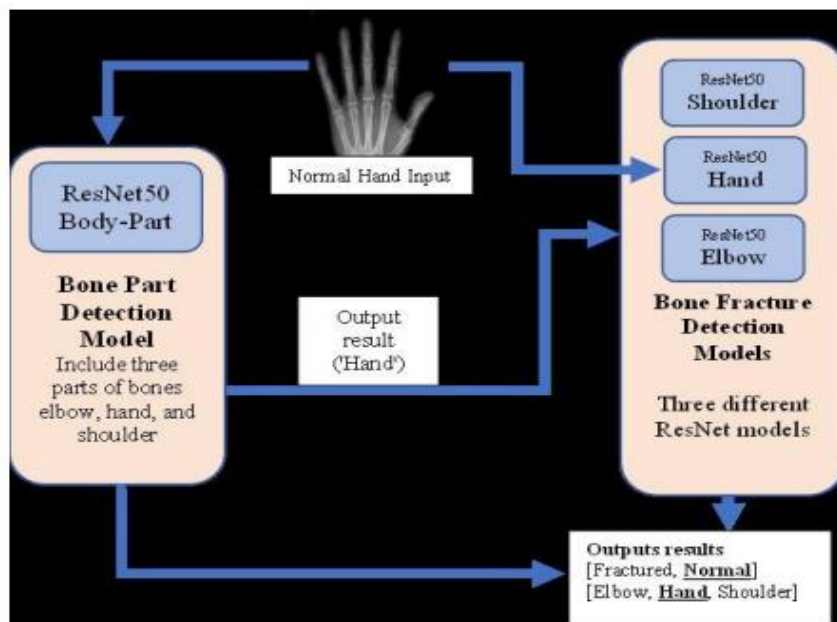 Normal Hand Input
ResNet50
Body-Part
Bone Part
Detection
Model
Include three
parts of bones
elbow, hand, and
shoulder
Output
result
('Hand')
ResNet50
Shoulder
ResNet50
Hand
ResNet50
Elbow
Bone Fracture
Detection
Models
Three different
ResNet models
Outputs results
[Fractured, Normal]
[Elbow, Hand, Shoulder]